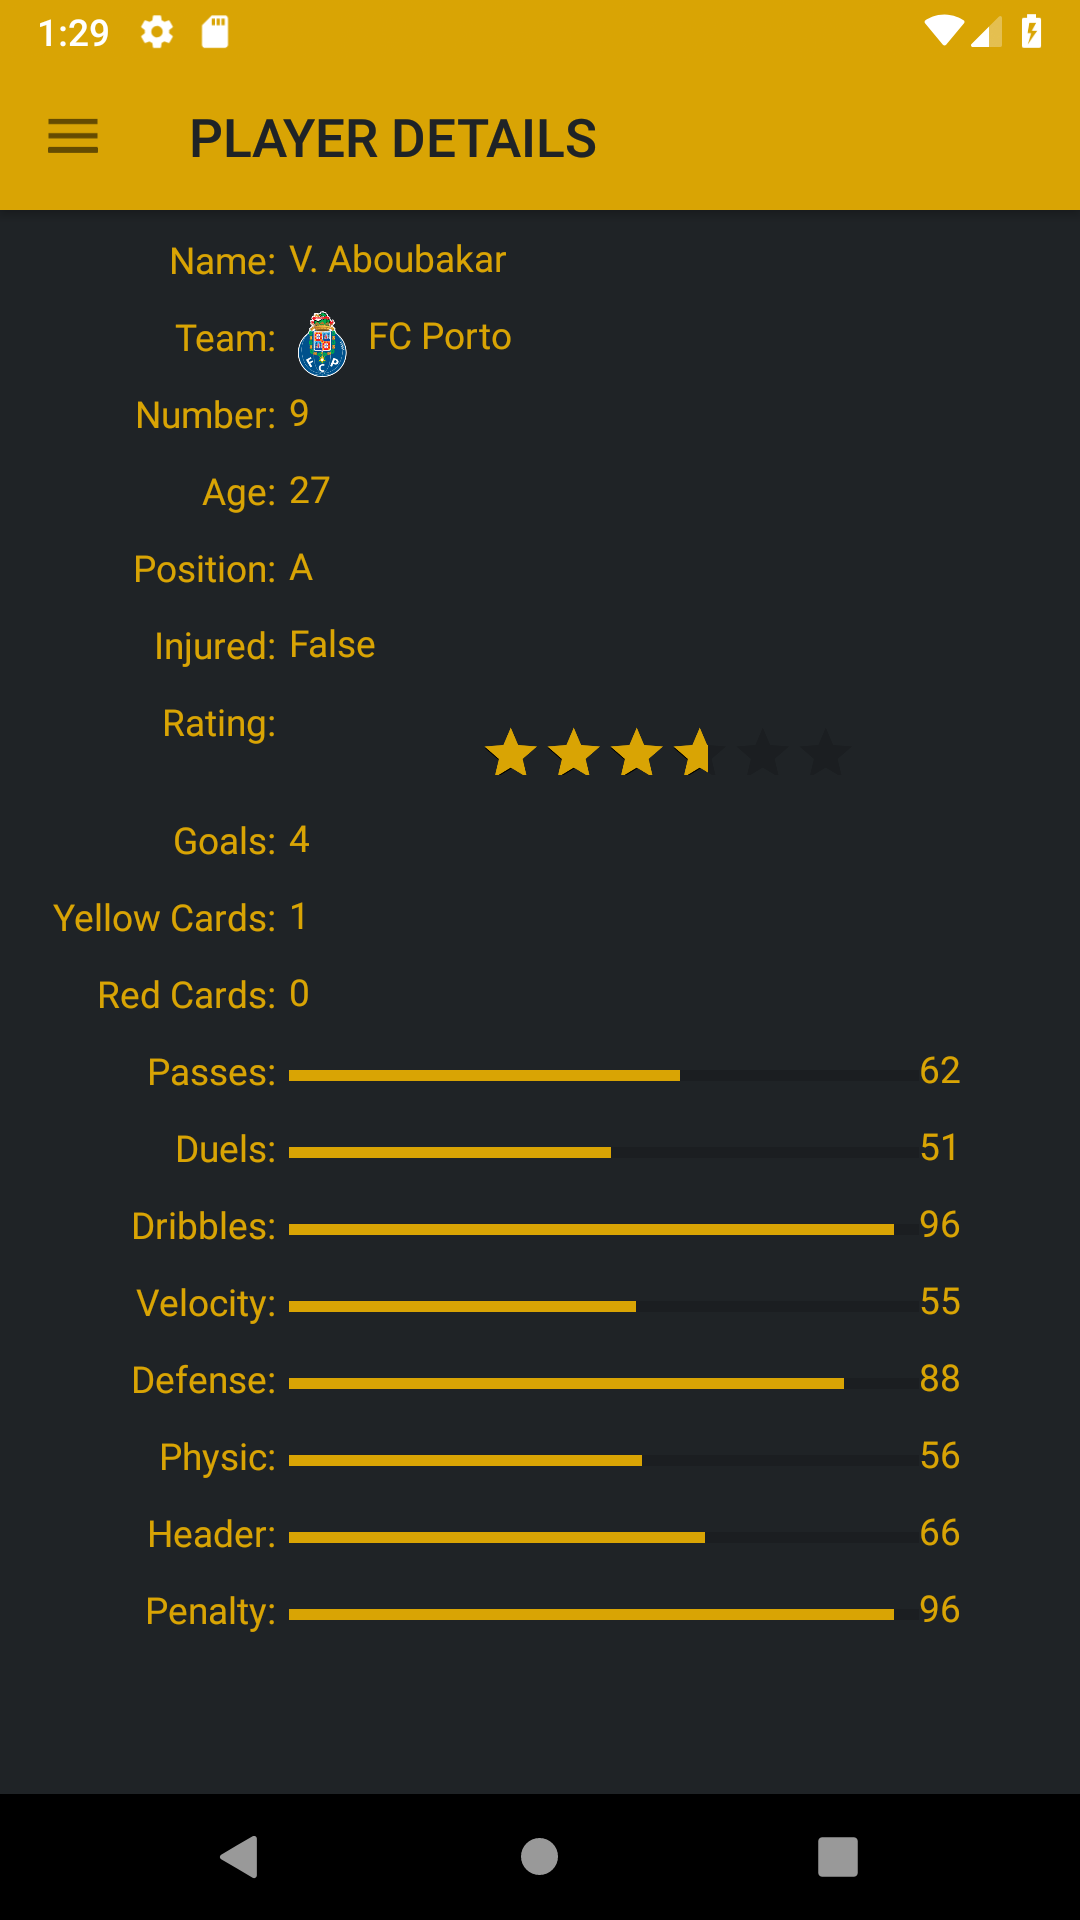 1:29
PLAYER DETAILS
Name: V. Aboubakar
Team: FC Porto
Number: 9
Age: 27
Position: A
Injured: False
Rating:
Goals: 4
Yellow Cards: 1
Red Cards: 0
Passes: 62
Duels: 51
Dribbles: 96
Velocity: 55
Defense: 88
Physic: 56
Header: 66
Penalty: 96